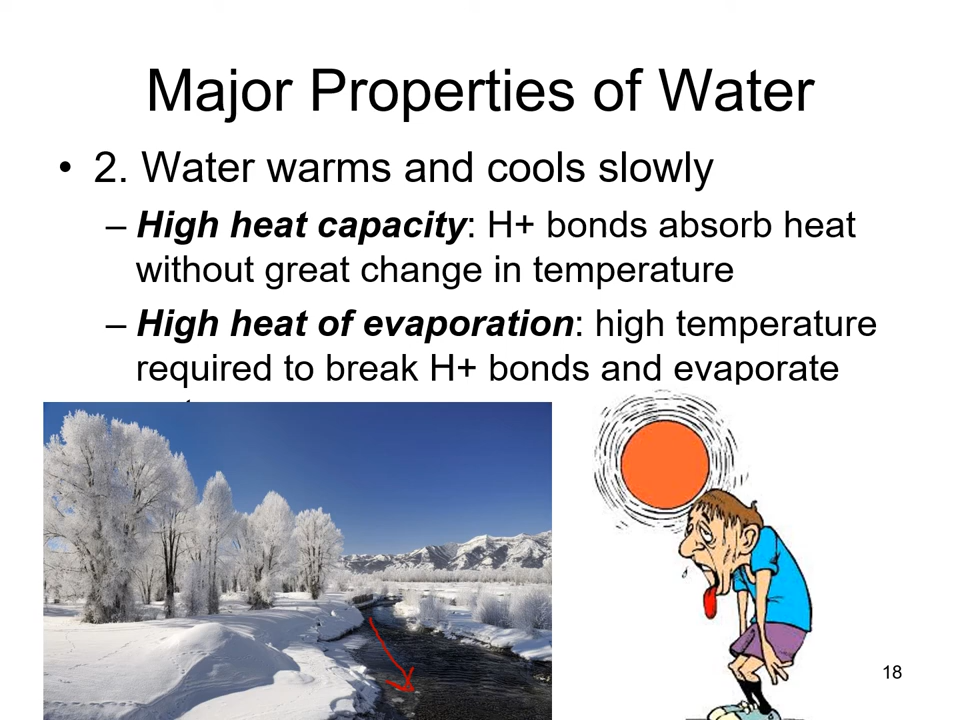 Major Properties of Water
• 2. Water warms and cools slowly
– High heat capacity: H+ bonds absorb heat
without great change in temperature
– High heat of evaporation: high temperature
required to break H+ bonds and evaporate
18